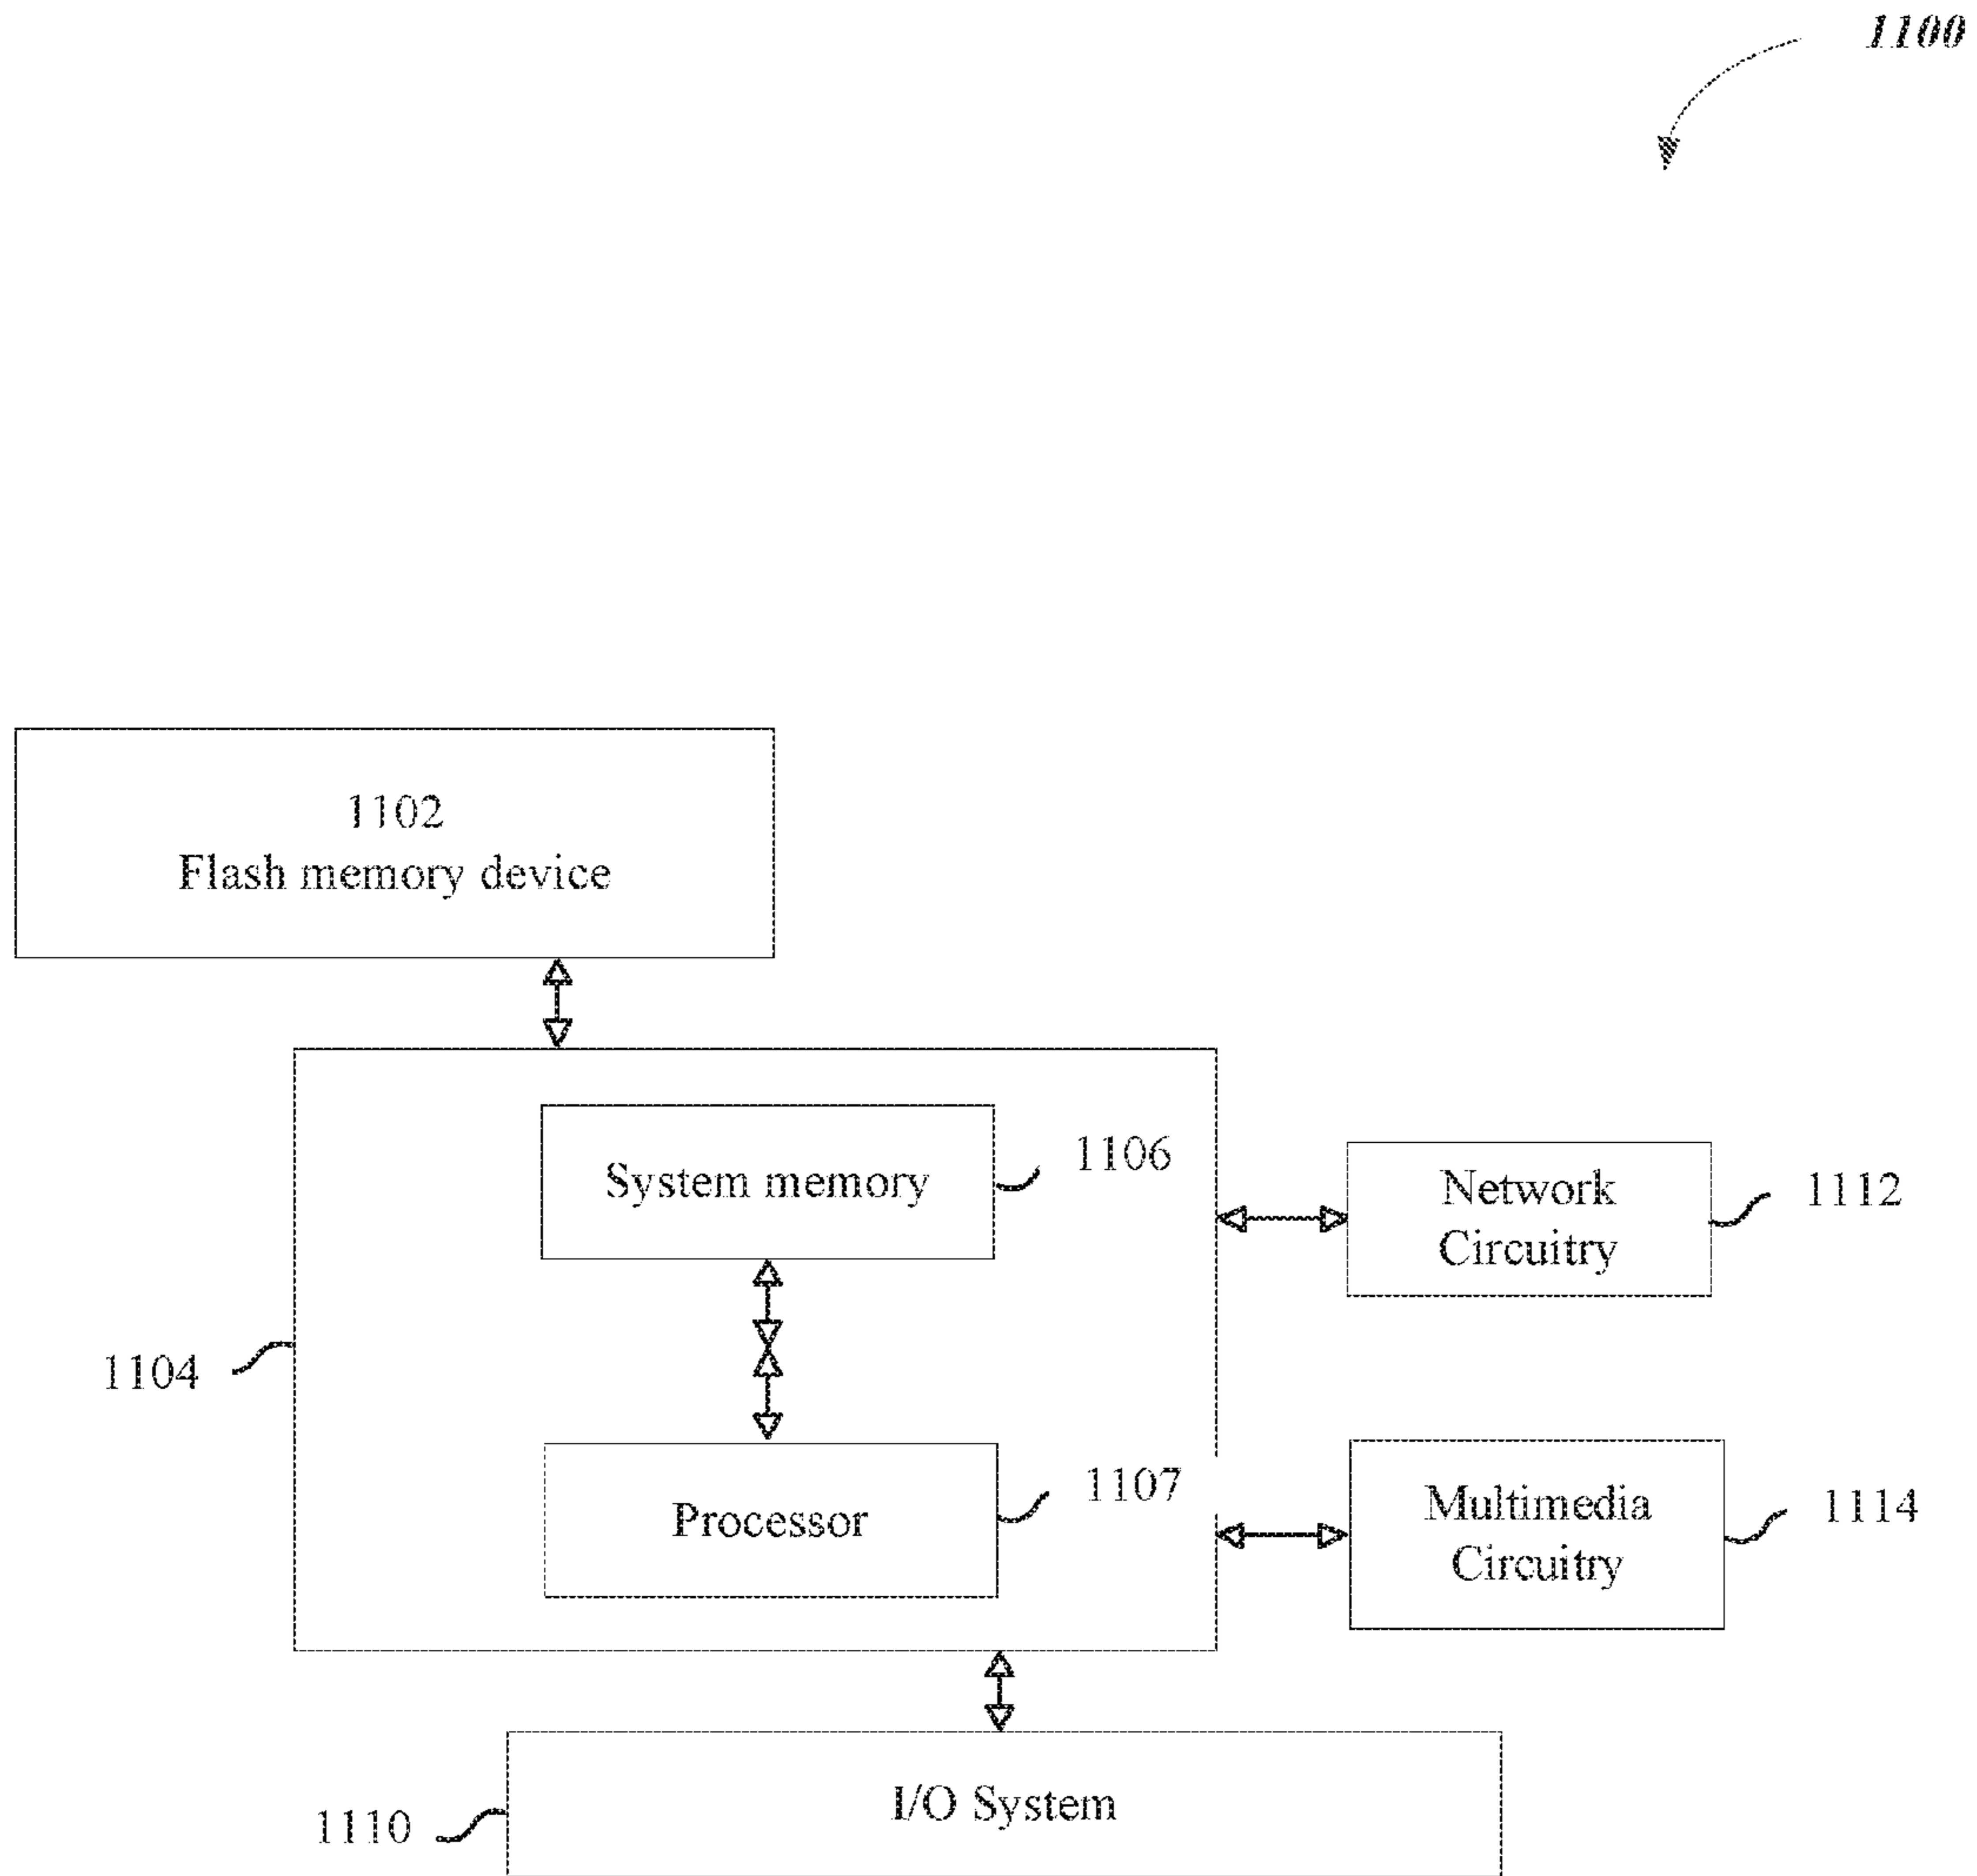 1100
1102
Flash memory device
System memory
1106
Network
Circuitry
1112
1104
Processor
1107
Multimedia
Circuitry
1114
I/O System
1110